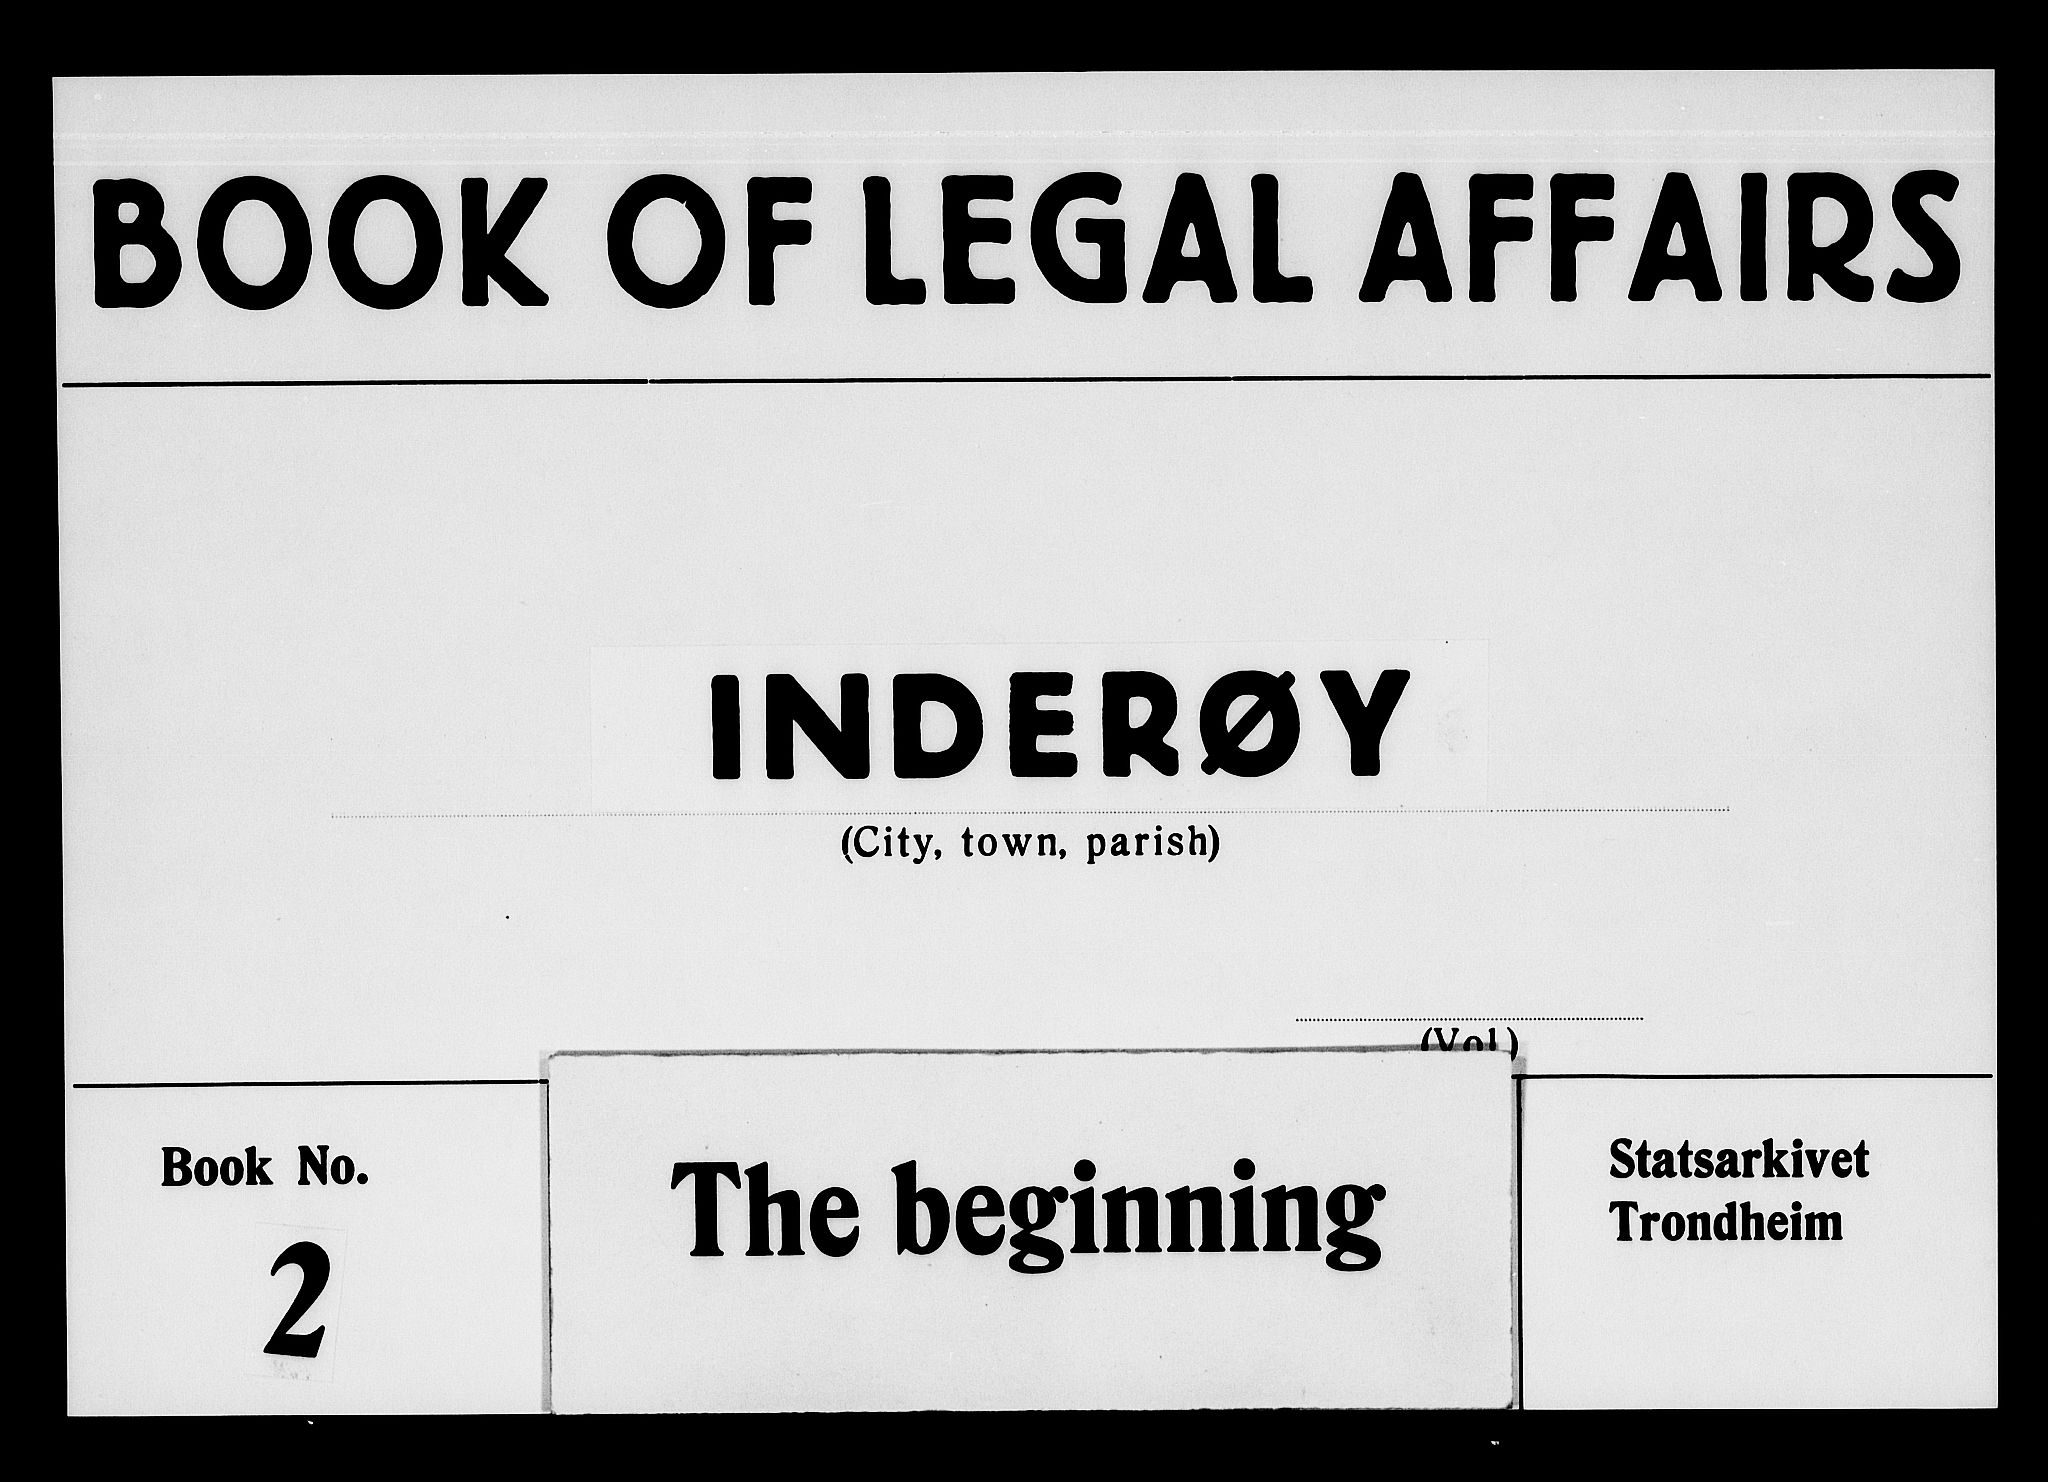 BOOK OF LEGAL AFFAIRS
INDERØY
(City, town, parish)
(Vol.)
Book No.
2
The beginning
Statsarkivet
Trondheim